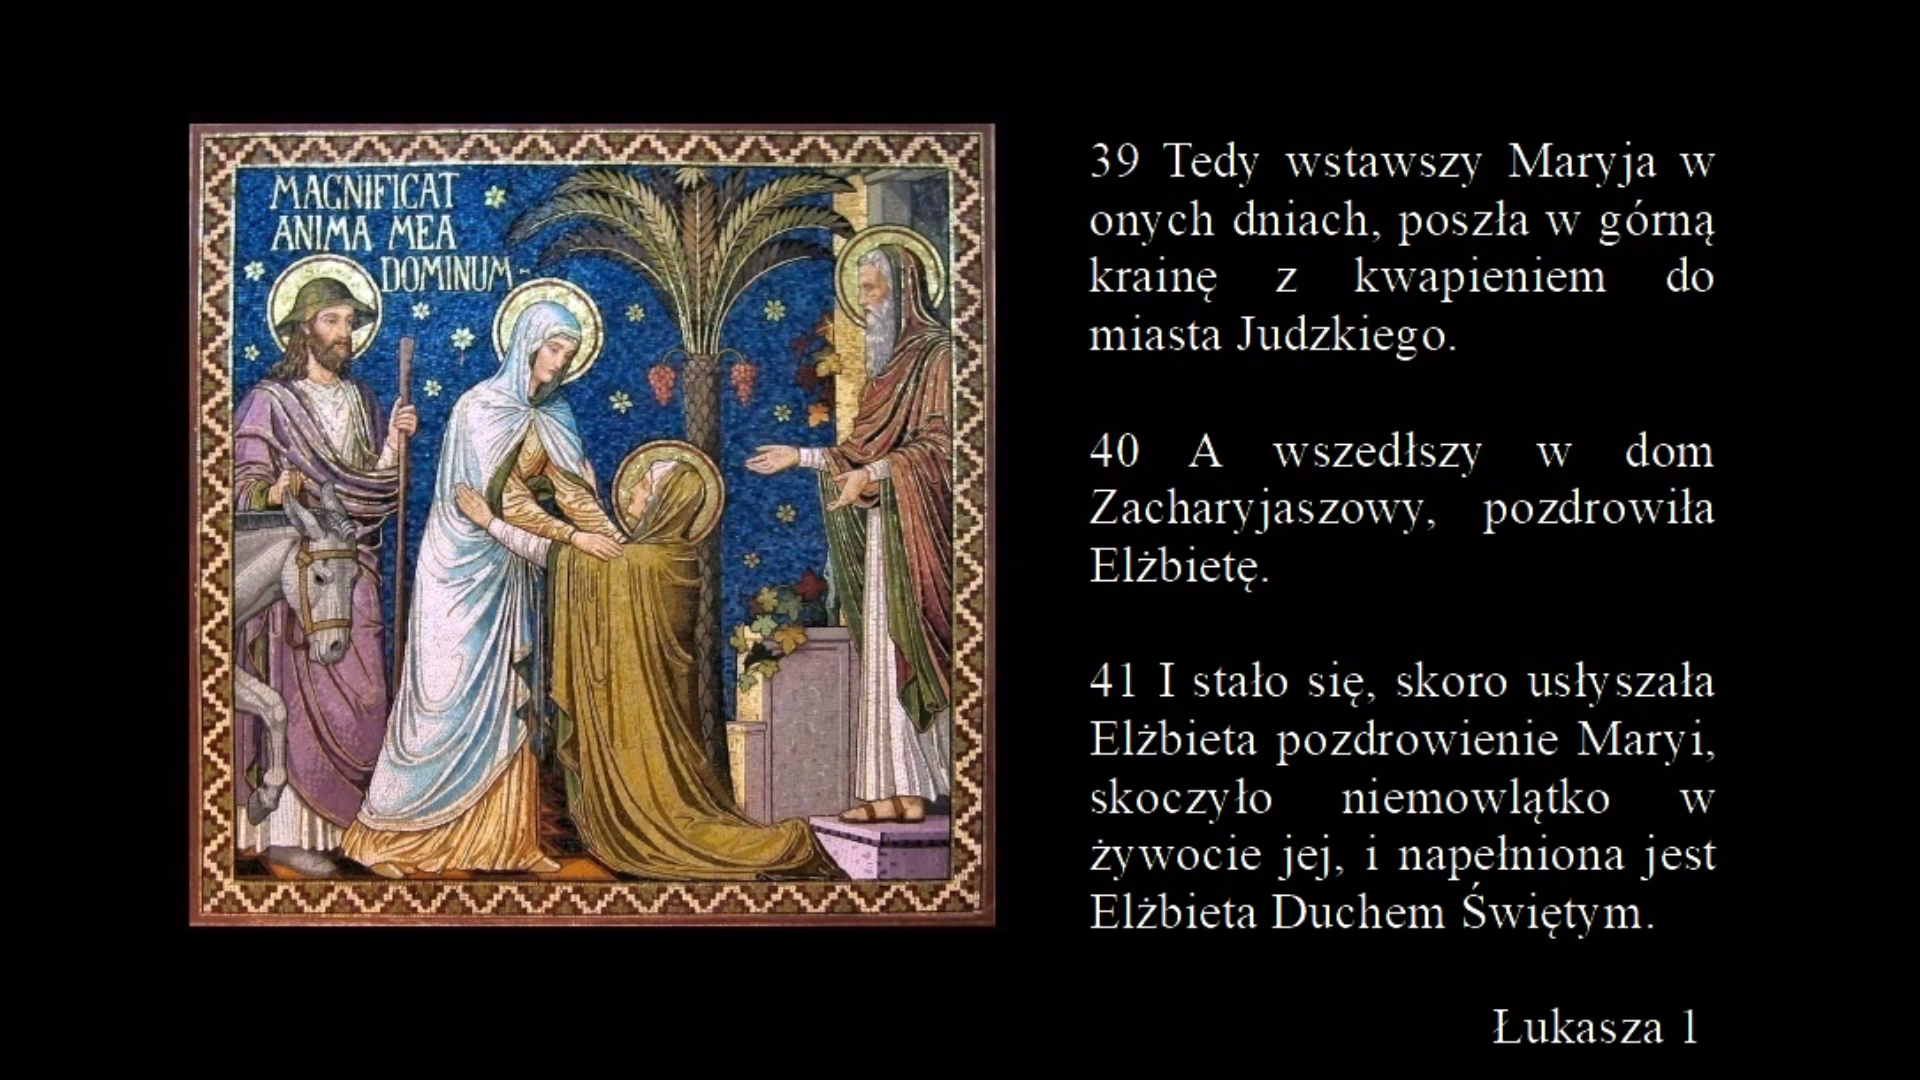 MAGNIFICAT
ANIMA MEA
DOMINUM-
39 Tedy wstawszy Maryja w
onych dniach, poszła w górną
krainę z kwapieniem do
miasta Judzkiego.
40 A wszedłszy w dom
Zacharyjaszowy, pozdrowiła
Elżbietę.
41 I stało się, skoro usłyszała
Elżbieta pozdrowienie Maryi,
skoczyło niemowlątko w
żywocie jej, i napełniona jest
Elżbieta Duchem Świętym.
Łukasza 1